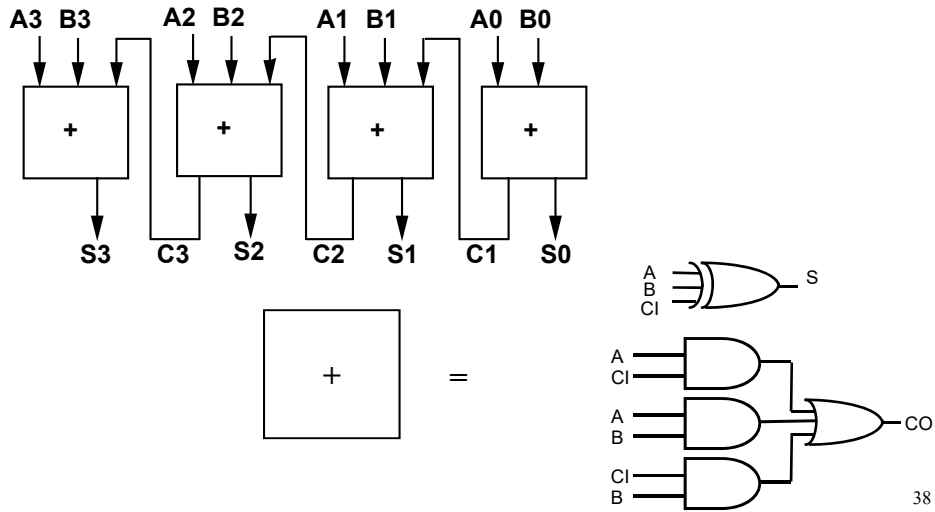 A3 B3 A2 B2 A1 B1 A0 B0
+ + + +
S3 C3 S2 C2 S1 C1 S0
A
B
CI
S
+ =
A
CI
A
B
CO
CI
B
38